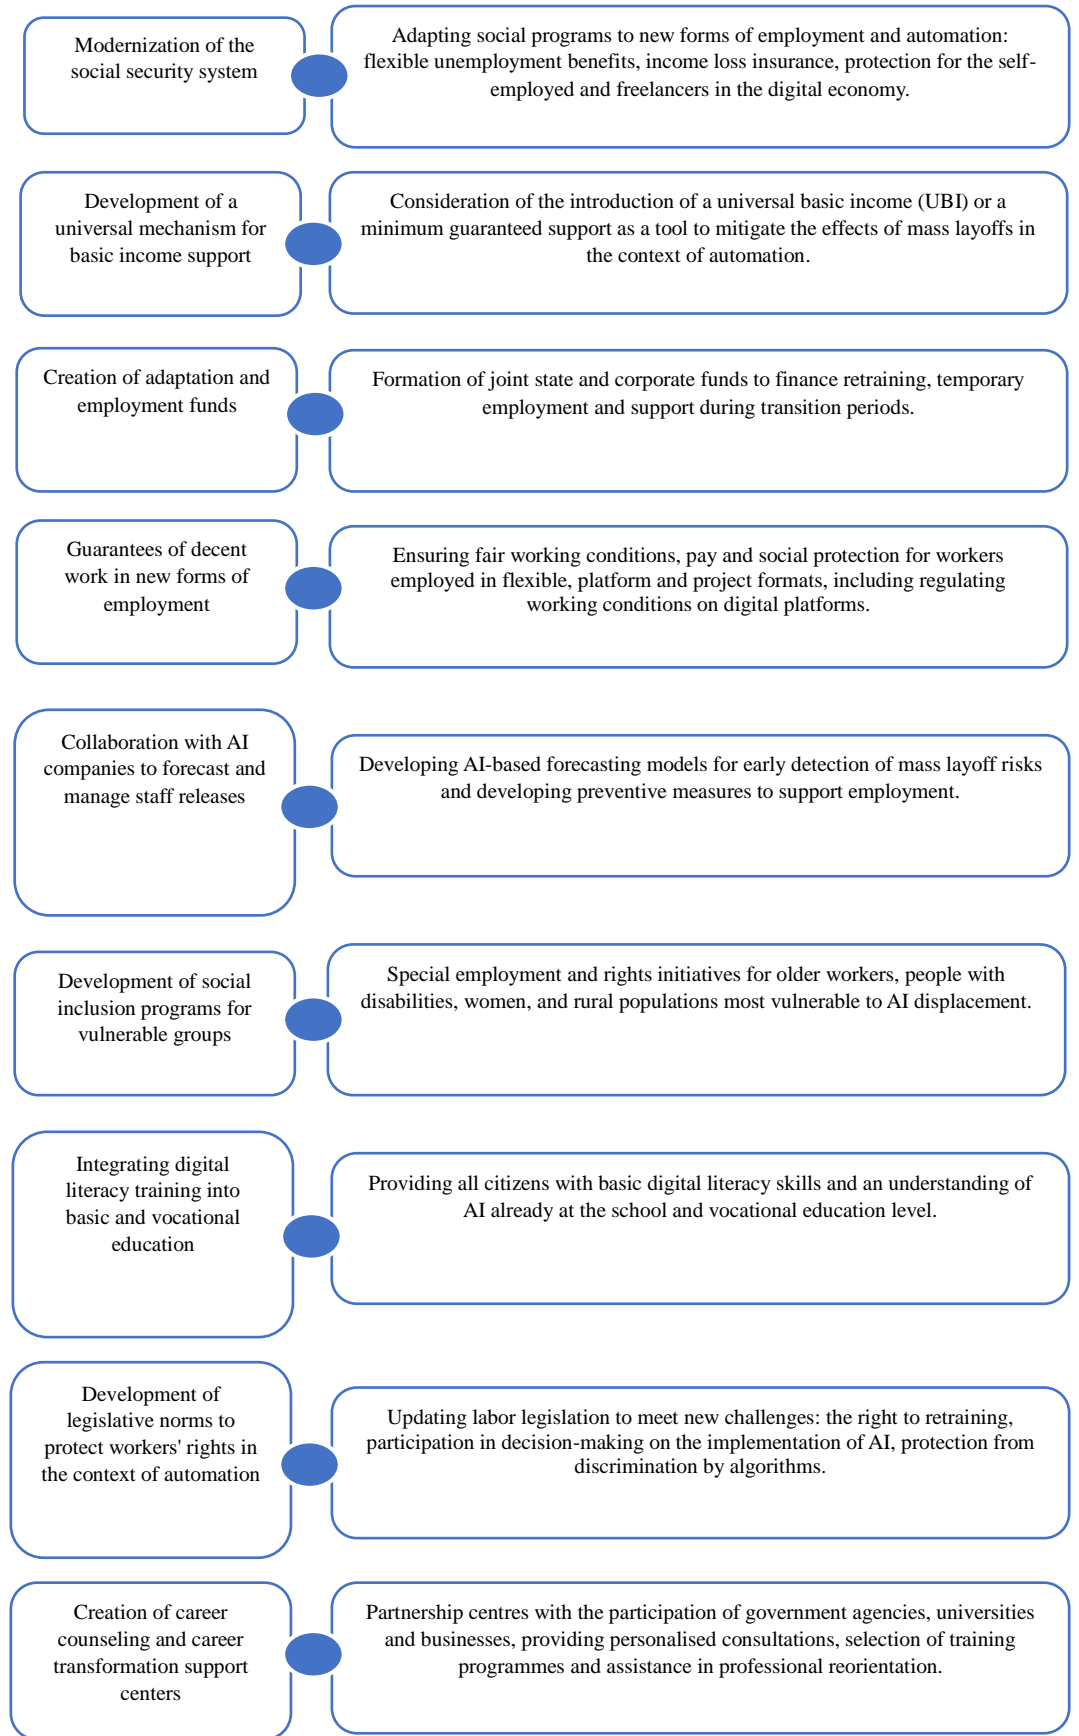 Modernization of the
social security system
Adapting social programs to new forms of employment and automation:
flexible unemployment benefits, income loss insurance, protection for the self-
employed and freelancers in the digital economy.
Development of a
universal mechanism for
basic income support
Consideration of the introduction of a universal basic income (UBI) or a
minimum guaranteed support as a tool to mitigate the effects of mass layoffs in
the context of automation.
Creation of adaptation and
employment funds
Formation of joint state and corporate funds to finance retraining, temporary
employment and support during transition periods.
Guarantees of decent
work in new forms of
employment
Ensuring fair working conditions, pay and social protection for workers
employed in flexible, platform and project formats, including regulating
working conditions on digital platforms.
Collaboration with AI
companies to forecast and
manage staff releases
Developing AI-based forecasting models for early detection of mass layoff risks
and developing preventive measures to support employment.
Development of social
inclusion programs for
vulnerable groups
Special employment and rights initiatives for older workers, people with
disabilities, women, and rural populations most vulnerable to AI displacement.
Integrating digital
literacy training into
basic and vocational
education
Providing all citizens with basic digital literacy skills and an understanding of
AI already at the school and vocational education level.
Development of
legislative norms to
protect workers' rights in
the context of automation
Updating labor legislation to meet new challenges: the right to retraining,
participation in decision-making on the implementation of AI, protection from
discrimination by algorithms.
Creation of career
counseling and career
transformation support
centers
Partnership centres with the participation of government agencies, universities
and businesses, providing personalised consultations, selection of training
programmes and assistance in professional reorientation.